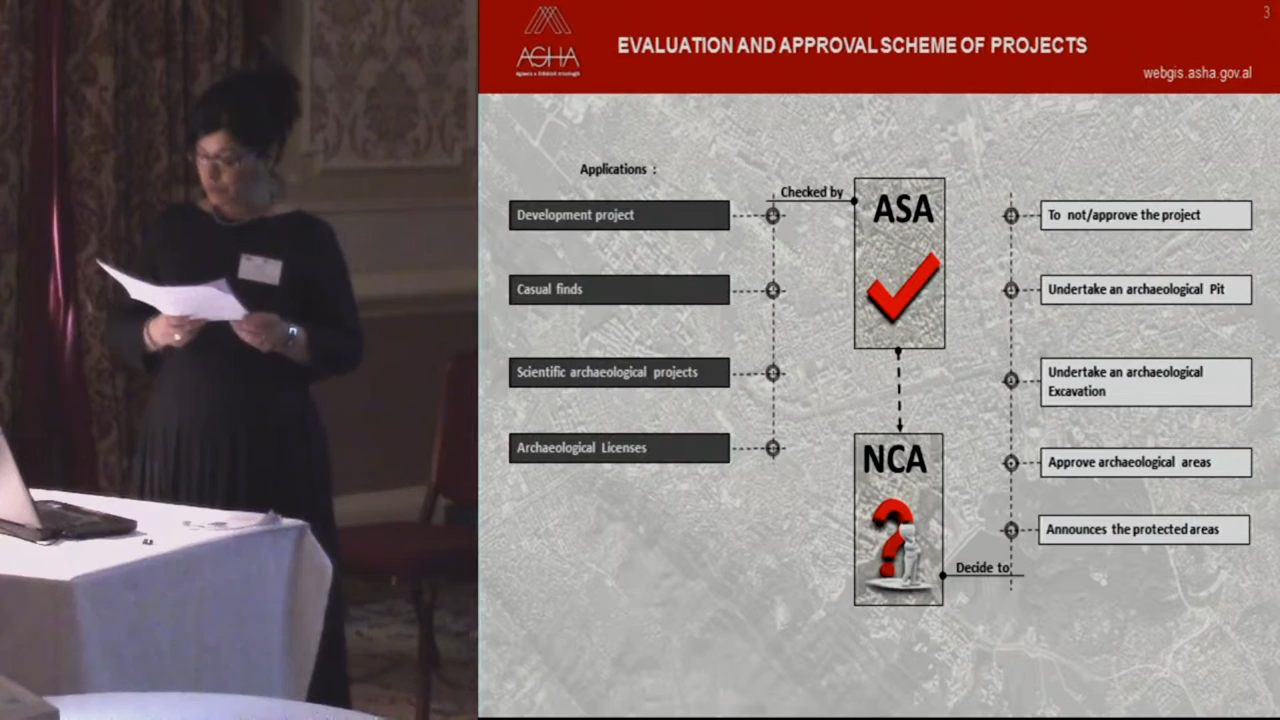 3
AGHA
EVALUATION AND APPROVAL SCHEME OF PROJECTS
webgis.asha.gov.al
Applications :
Checked by
ASA
Development project
To not/approve the project
Casual finds
Undertake an archaeological Pit
Scientific archaeological projects
Undertake an archaeological
Excavation
Archaeological Licenses
NCA
Approve archaeological areas
Announces the protected areas
Decide to